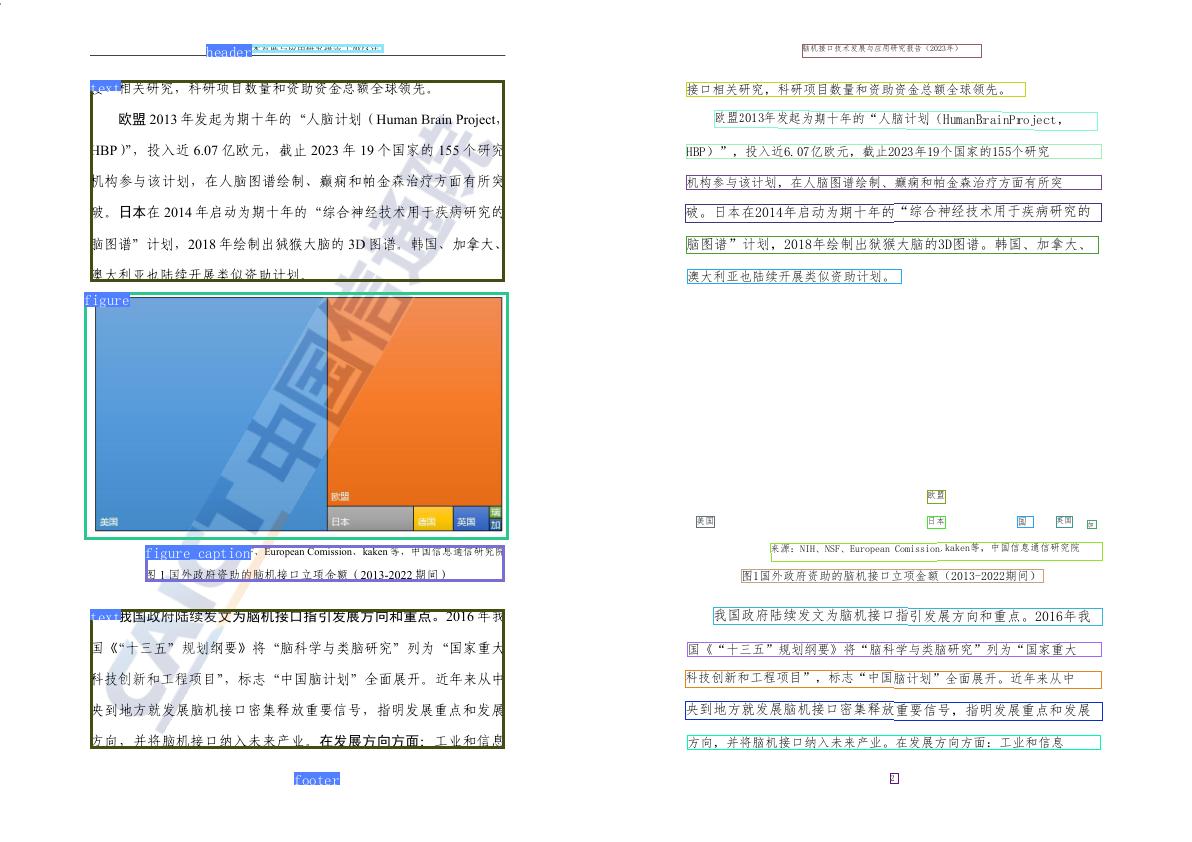 header
text
接口相关研究，科研项目数量和资助资金总额全球领先。
欧盟 2013 年发起为期十年的“人脑计划（Human Brain Project，
HBP）”，投入近 6.07 亿欧元，截止 2023 年 19 个国家的 155 个研究
机构参与该计划，在人脑图谱绘制、癫痫和帕金森治疗方面有所突
破。日本在 2014 年启动为期十年的“综合神经技术用于疾病研究的
脑图谱”计划，2018 年绘制出狨猴大脑的 3D 图谱。韩国、加拿大、
澳大利亚也陆续开展类似资助计划。
figure
欧盟
美国
日本
德国
英国
瑞
加
figure caption
European Comission、kaken 等，中国信息通信研究院
图 1 国外政府资助的脑机接口立项金额（2013-2022 期间）
text
我国政府陆续发文为脑机接口指引发展方向和重点。2016 年我
国《“十三五”规划纲要》将“脑科学与类脑研究”列为“国家重大
科技创新和工程项目”，标志“中国脑计划”全面展开。近年来从中
央到地方就发展脑机接口密集释放重要信号，指明发展重点和发展
方向，并将脑机接口纳入未来产业。在发展方向方面：工业和信息
footer
CAICT 中国信通院
脑机接口技术发展与应用研究报告（2023年）
接口相关研究，科研项目数量和资助资金总额全球领先。
欧盟2013年发起为期十年的“人脑计划（HumanBrainProject，
HBP）”，投入近6.07亿欧元，截止2023年19个国家的155个研究
机构参与该计划，在人脑图谱绘制、癫痫和帕金森治疗方面有所突
破。日本在2014年启动为期十年的“综合神经技术用于疾病研究的
脑图谱”计划，2018年绘制出狨猴大脑的3D图谱。韩国、加拿大、
澳大利亚也陆续开展类似资助计划。
欧盟
美国
日本
国
英国
加
来源：NIH、NSF、European Comission、kaken等，中国信息通信研究院
图1国外政府资助的脑机接口立项金额（2013-2022期间）
我国政府陆续发文为脑机接口指引发展方向和重点。2016年我
国《“十三五”规划纲要》将“脑科学与类脑研究”列为“国家重大
科技创新和工程项目”，标志“中国脑计划”全面展开。近年来从中
央到地方就发展脑机接口密集释放重要信号，指明发展重点和发展
方向，并将脑机接口纳入未来产业。在发展方向方面：工业和信息
2